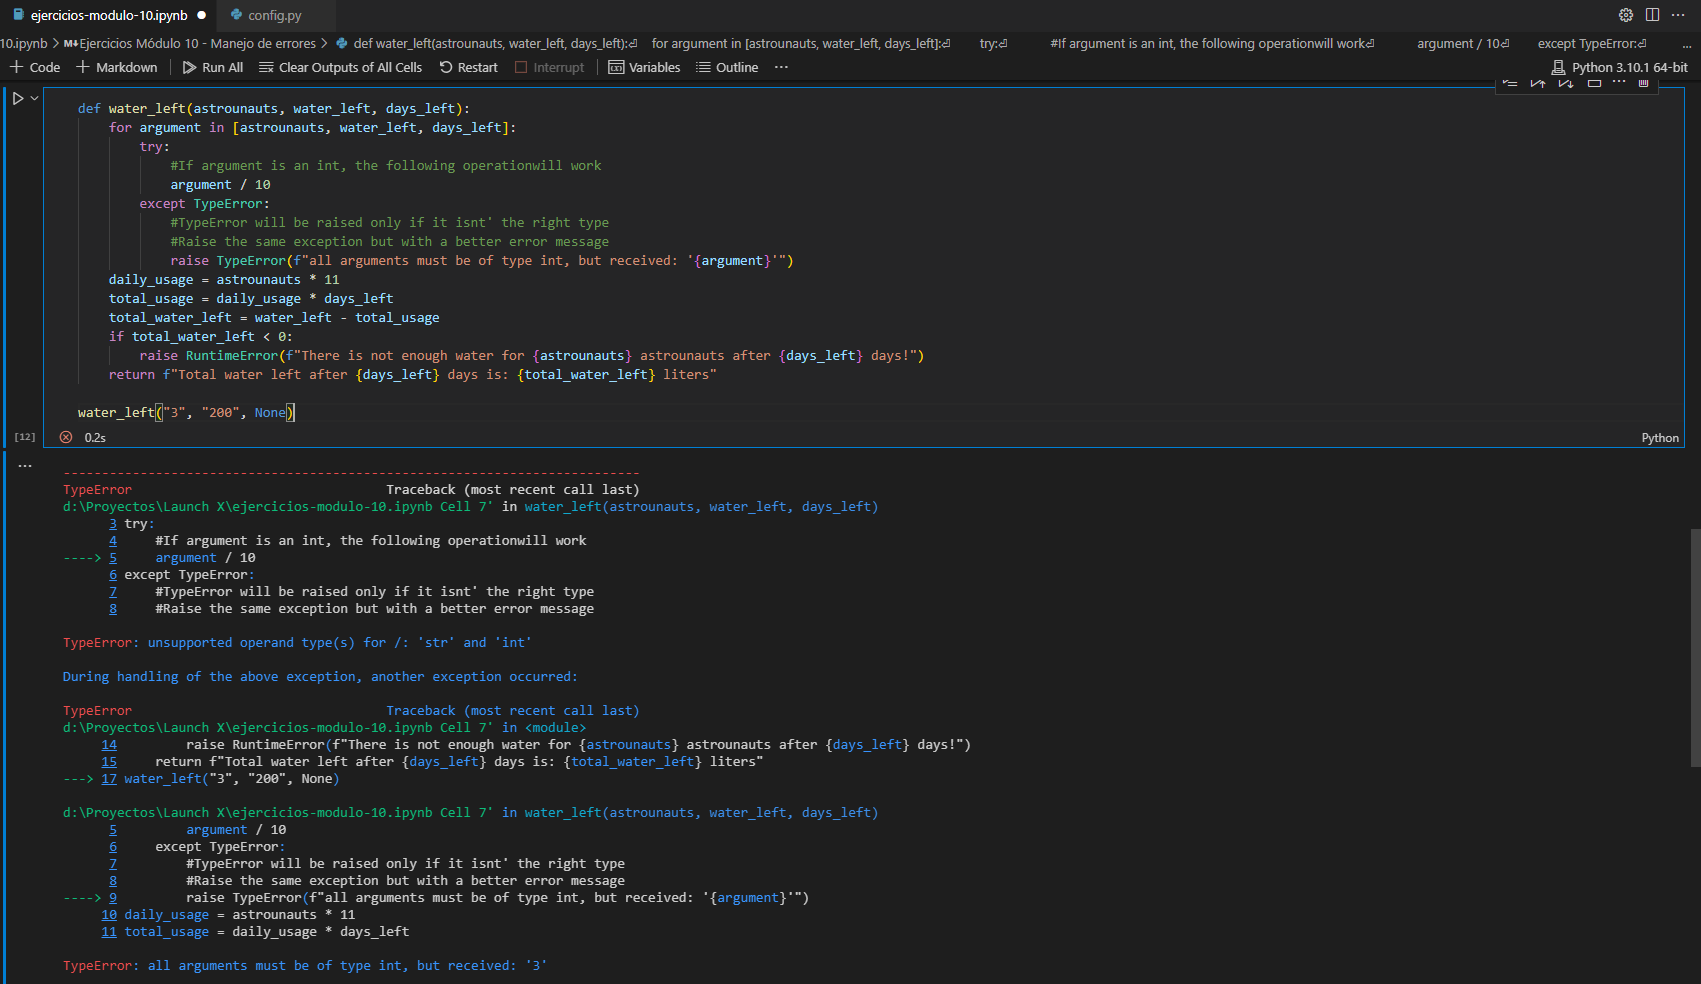 ejercicios-modulo-10.ipynb ●
config.py
10.ipynb > M↓Ejercicios Módulo 10 - Manejo de errores > def water_left(astrounauts, water_left, days_left):⏎ for argument in [astrounauts, water_left, days_left]:⏎ try:⏎ #If argument is an int, the following operationwill work⏎ argument / 10⏎ except TypeError:⏎ ...
+ Code + Markdown Run All Clear Outputs of All Cells Restart Interrupt Variables Outline ··· Python 3.10.1 64-bit
def water_left(astrounauts, water_left, days_left):
for argument in [astrounauts, water_left, days_left]:
try:
#If argument is an int, the following operationwill work
argument / 10
except TypeError:
#TypeError will be raised only if it isnt' the right type
#Raise the same exception but with a better error message
raise TypeError(f"all arguments must be of type int, but received: '{argument}'")
daily_usage = astrounauts * 11
total_usage = daily_usage * days_left
total_water_left = water_left - total_usage
if total_water_left < 0:
raise RuntimeError(f"There is not enough water for {astrounauts} astrounauts after {days_left} days!")
return f"Total water left after {days_left} days is: {total_water_left} liters"
water_left("3", "200", None)
[12] 0.2s Python
---------------------------------------------------------------------------
TypeError Traceback (most recent call last)
d:\Proyectos\Launch X\ejercicios-modulo-10.ipynb Cell 7' in water_left(astrounauts, water_left, days_left)
3 try:
4 #If argument is an int, the following operationwill work
----> 5 argument / 10
6 except TypeError:
7 #TypeError will be raised only if it isnt' the right type
8 #Raise the same exception but with a better error message
TypeError: unsupported operand type(s) for /: 'str' and 'int'
During handling of the above exception, another exception occurred:
TypeError Traceback (most recent call last)
d:\Proyectos\Launch X\ejercicios-modulo-10.ipynb Cell 7' in <module>
14 raise RuntimeError(f"There is not enough water for {astrounauts} astrounauts after {days_left} days!")
15 return f"Total water left after {days_left} days is: {total_water_left} liters"
---> 17 water_left("3", "200", None)
d:\Proyectos\Launch X\ejercicios-modulo-10.ipynb Cell 7' in water_left(astrounauts, water_left, days_left)
5 argument / 10
6 except TypeError:
7 #TypeError will be raised only if it isnt' the right type
8 #Raise the same exception but with a better error message
----> 9 raise TypeError(f"all arguments must be of type int, but received: '{argument}'")
10 daily_usage = astrounauts * 11
11 total_usage = daily_usage * days_left
TypeError: all arguments must be of type int, but received: '3'